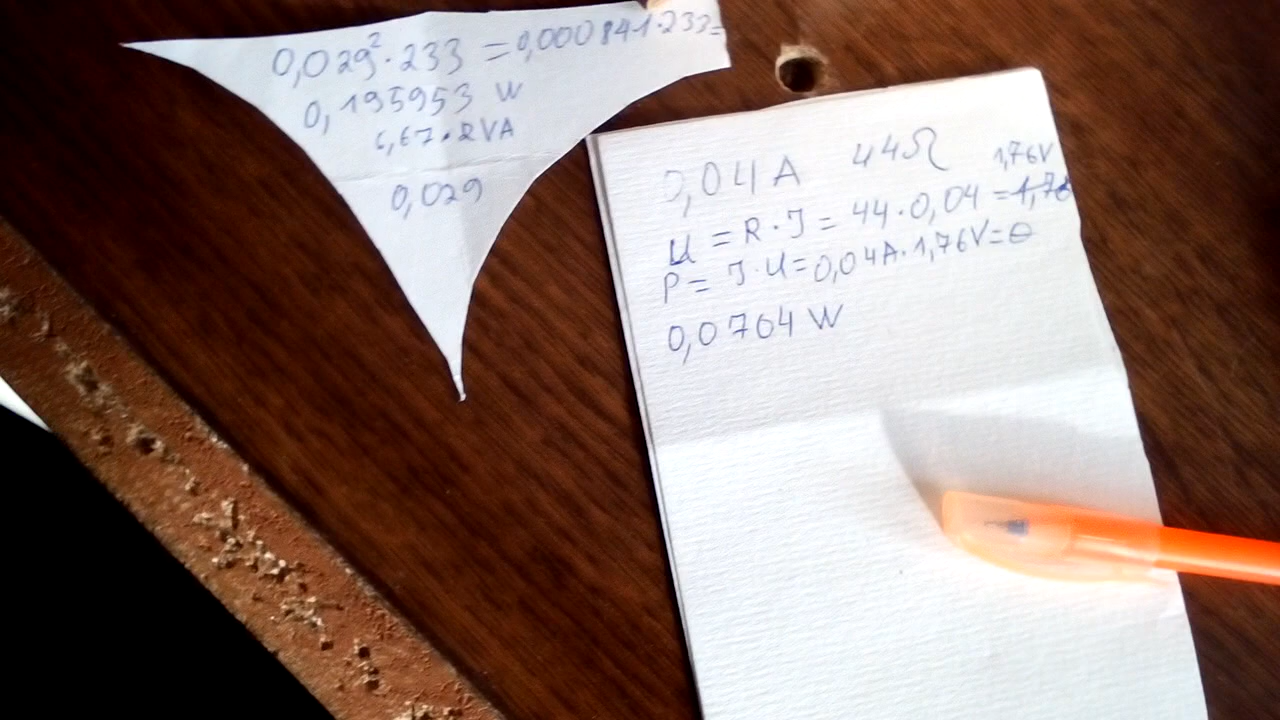 0,029²·233 = 0,000841·233=
0,195953 W
6,67·2VA
0,029
0,04A 44Ω
1,76V
U = R·I = 44·0,04 = 1,76
P = I·U = 0,04A·1,76V = 0
0,0704 W